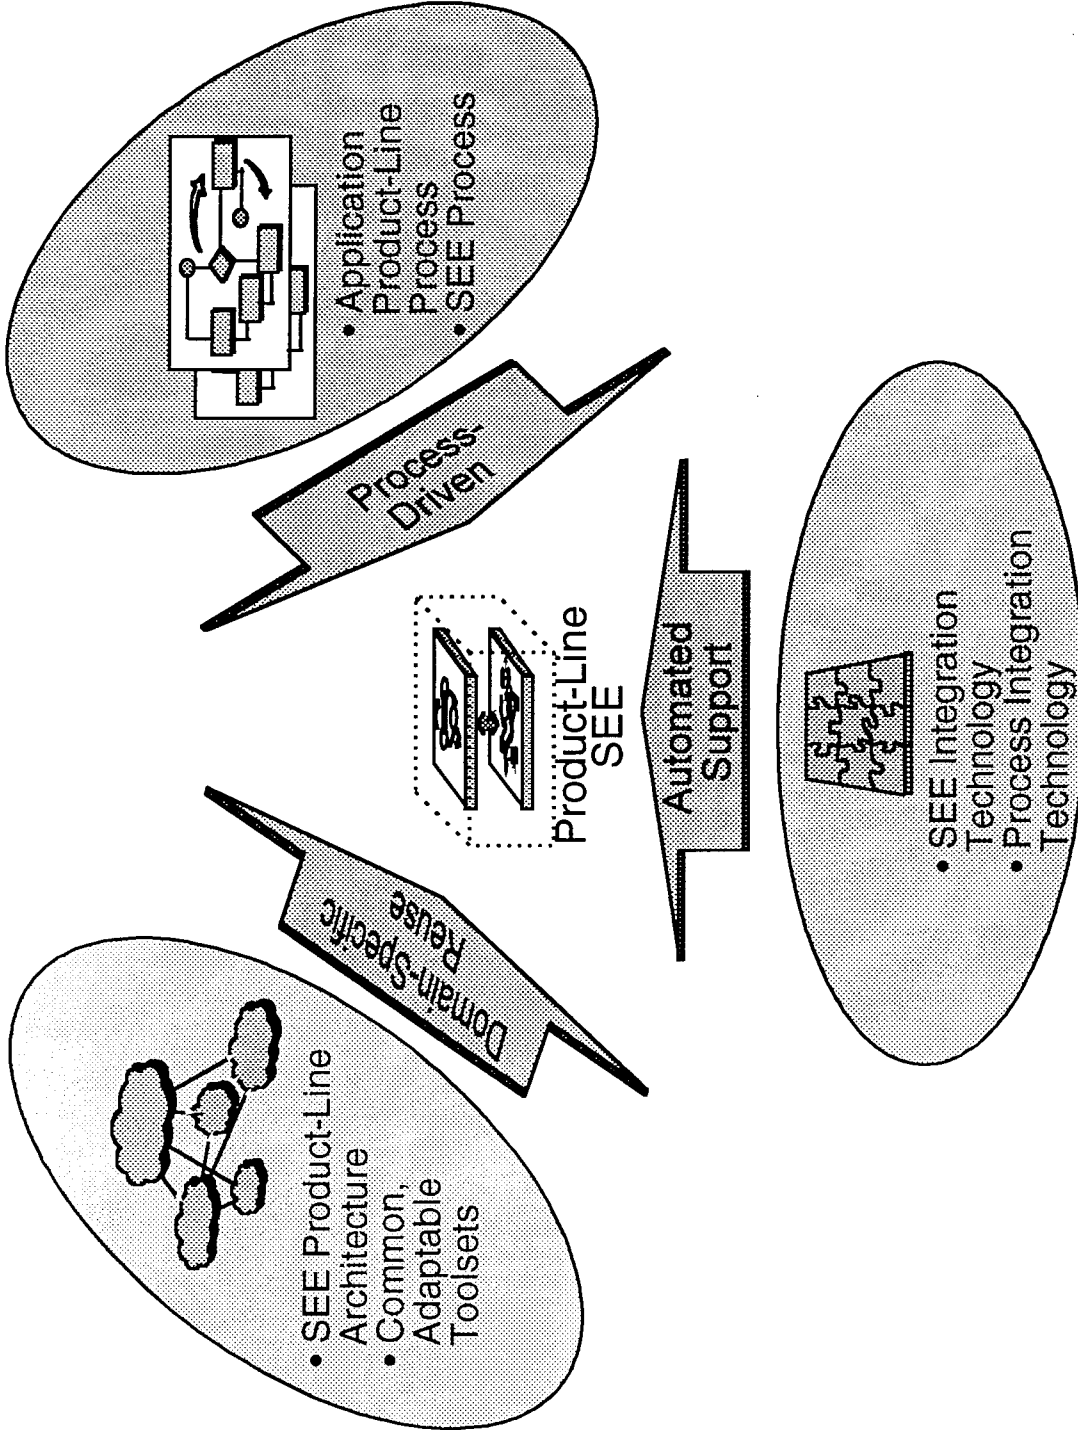 • SEE Product-Line
Architecture
• Common,
Adaptable
Toolsets
Domain-Specific
Reuse
• Application
Product-Line
Process
• SEE Process
Process-
Driven
Product-Line
SEE
Automated
Support
• SEE Integration
Technology
• Process Integration
Technology